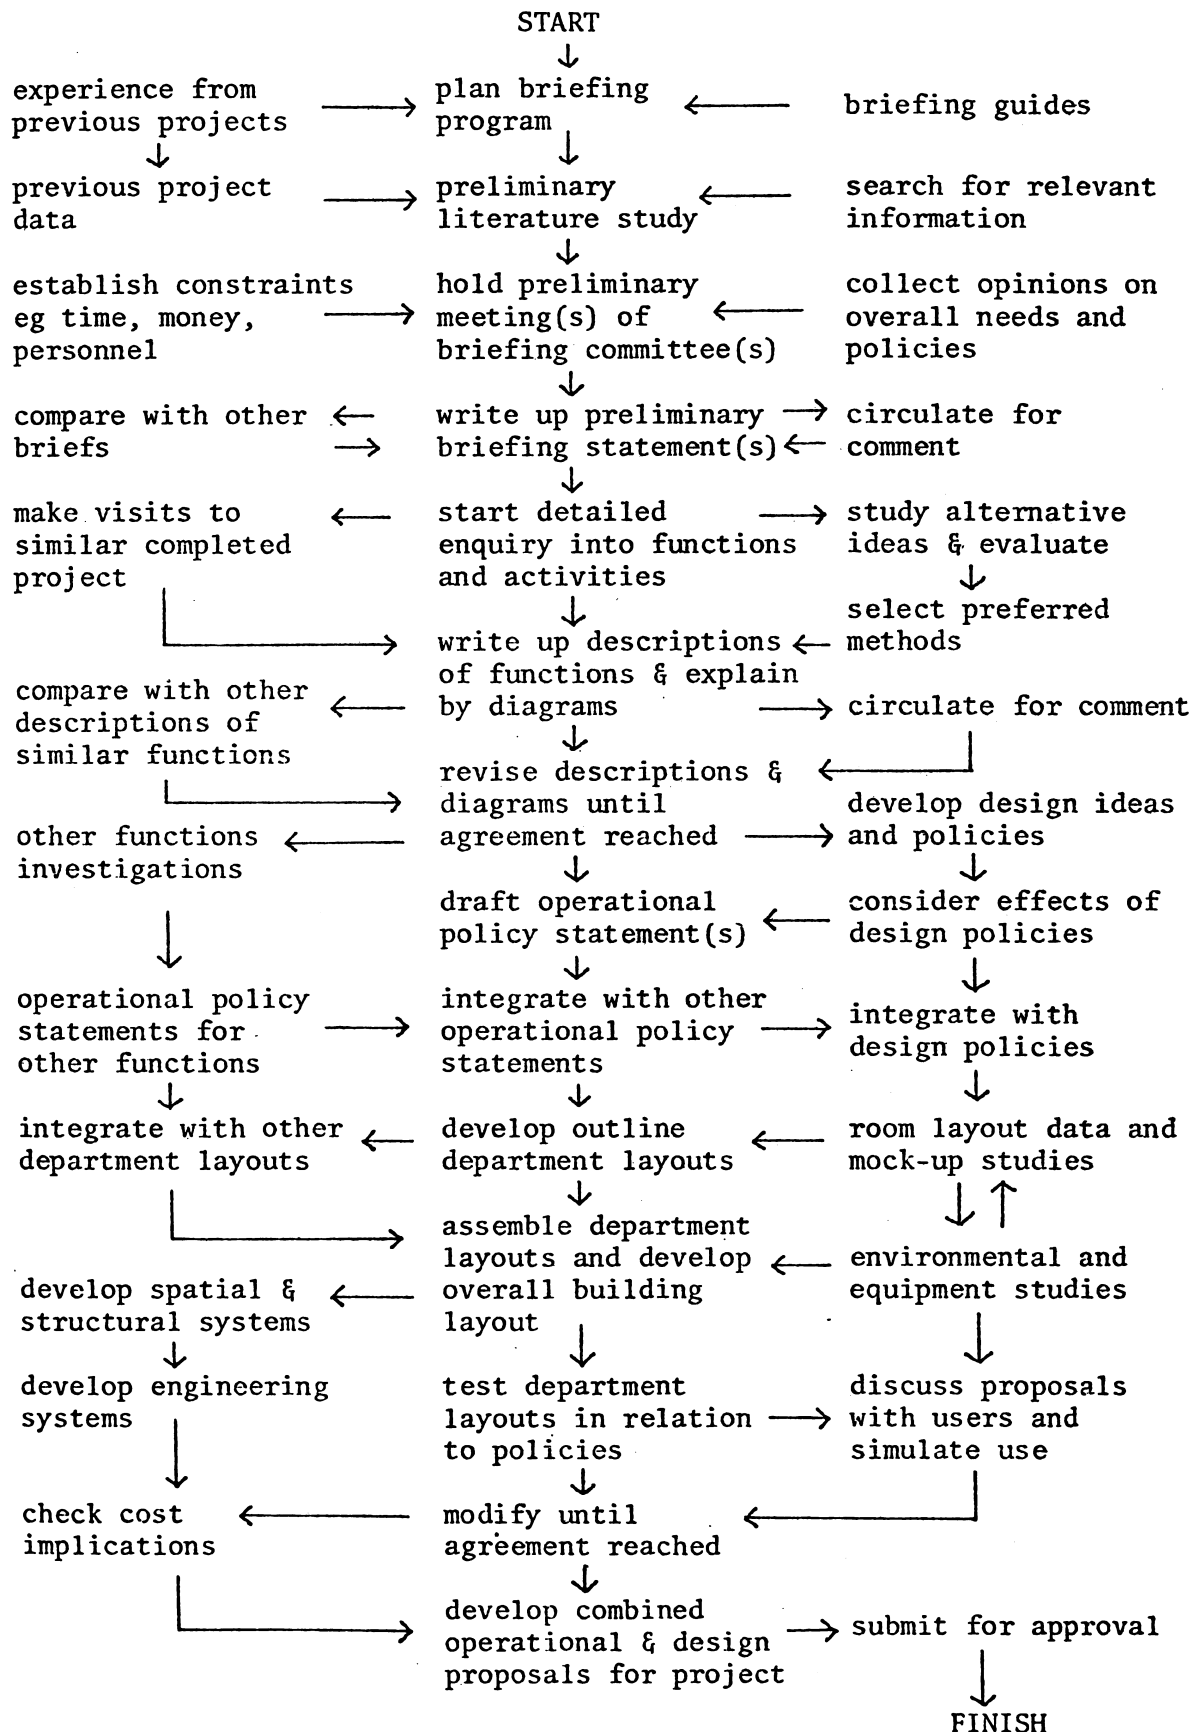 START
experience from
previous projects
plan briefing
program
briefing guides
previous project
data
preliminary
literature study
search for relevant
information
establish constraints
eg time, money,
personnel
hold preliminary
meeting(s) of
briefing committee(s)
collect opinions on
overall needs and
policies
compare with other
briefs
write up preliminary
briefing statement(s)
circulate for
comment
make visits to
similar completed
project
start detailed
enquiry into functions
and activities
study alternative
ideas & evaluate
select preferred
methods
write up descriptions
of functions & explain
by diagrams
compare with other
descriptions of
similar functions
circulate for comment
revise descriptions &
diagrams until
agreement reached
other functions
investigations
develop design ideas
and policies
draft operational
policy statement(s)
consider effects of
design policies
operational policy
statements for
other functions
integrate with other
operational policy
statements
integrate with
design policies
integrate with other
department layouts
develop outline
department layouts
room layout data and
mock-up studies
assemble department
layouts and develop
overall building
layout
environmental and
equipment studies
develop spatial &
structural systems
develop engineering
systems
test department
layouts in relation
to policies
discuss proposals
with users and
simulate use
check cost
implications
modify until
agreement reached
develop combined
operational & design
proposals for project
submit for approval
FINISH